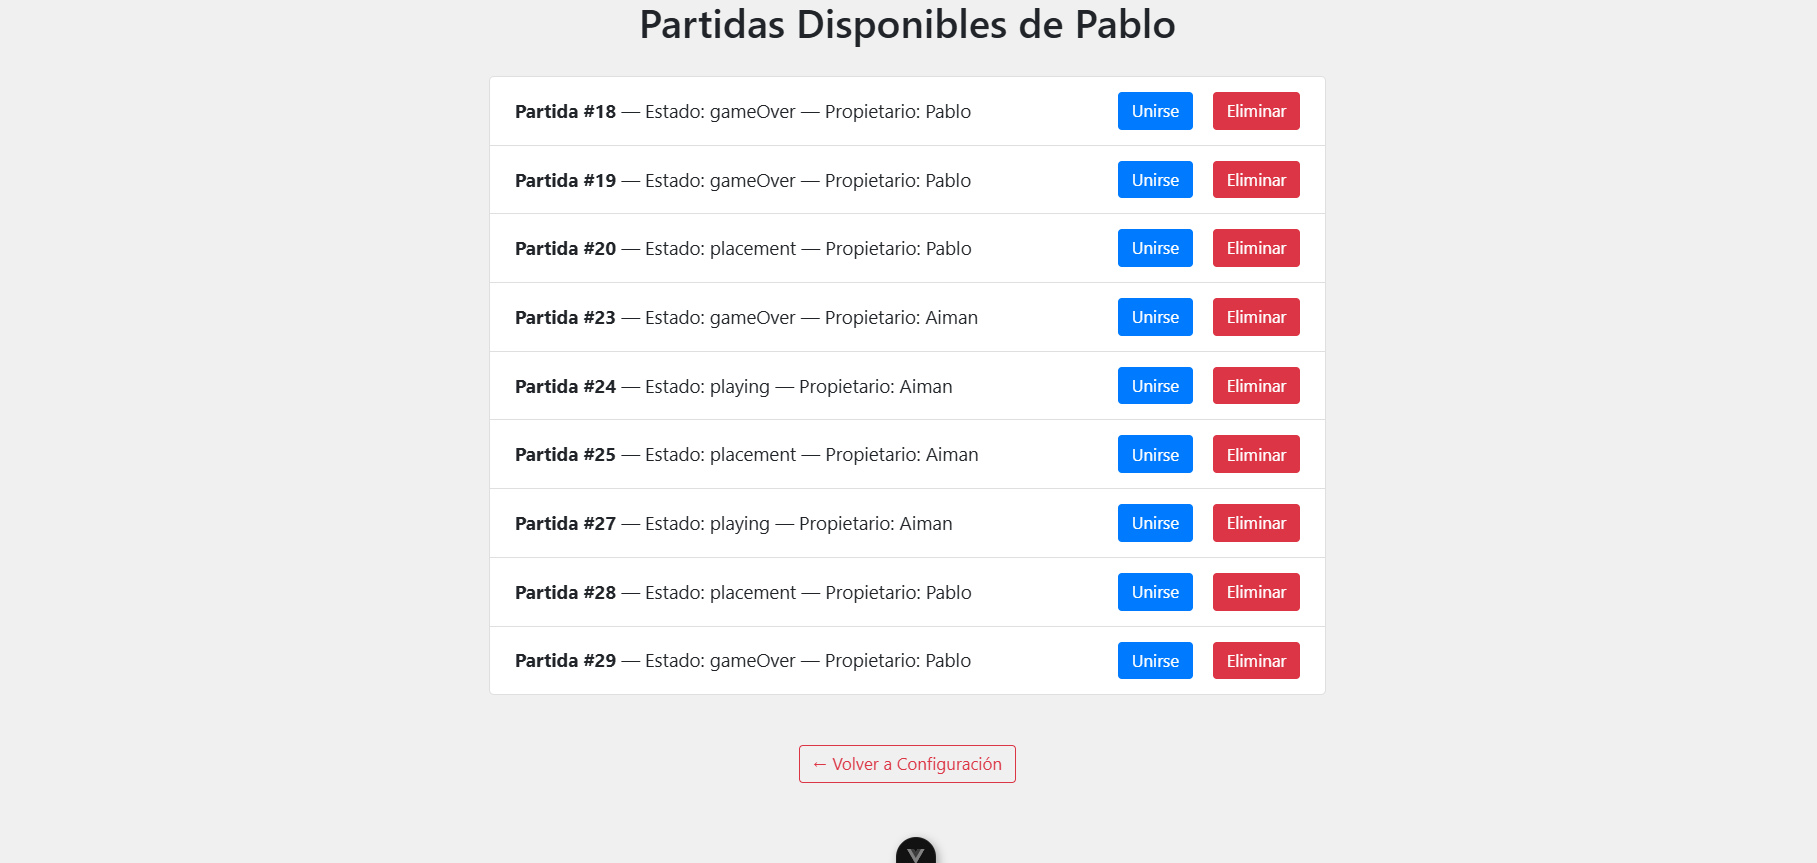 Partidas Disponibles de Pablo
Partida #18 — Estado: gameOver — Propietario: Pablo Unirse Eliminar
Partida #19 — Estado: gameOver — Propietario: Pablo Unirse Eliminar
Partida #20 — Estado: placement — Propietario: Pablo Unirse Eliminar
Partida #23 — Estado: gameOver — Propietario: Aiman Unirse Eliminar
Partida #24 — Estado: playing — Propietario: Aiman Unirse Eliminar
Partida #25 — Estado: placement — Propietario: Aiman Unirse Eliminar
Partida #27 — Estado: playing — Propietario: Aiman Unirse Eliminar
Partida #28 — Estado: placement — Propietario: Pablo Unirse Eliminar
Partida #29 — Estado: gameOver — Propietario: Pablo Unirse Eliminar
← Volver a Configuración